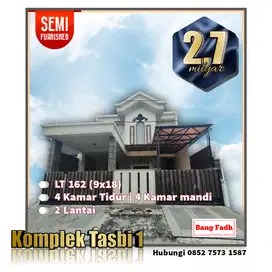 SEMI
FURNISHED
2,7
milyar
LT 162 (9x18)
4 Kamar Tidur | 4 Kamar mandi
2 Lantai
Bang Fadh
Komplek Tasbi 1
Hubungi 0852 7573 1587